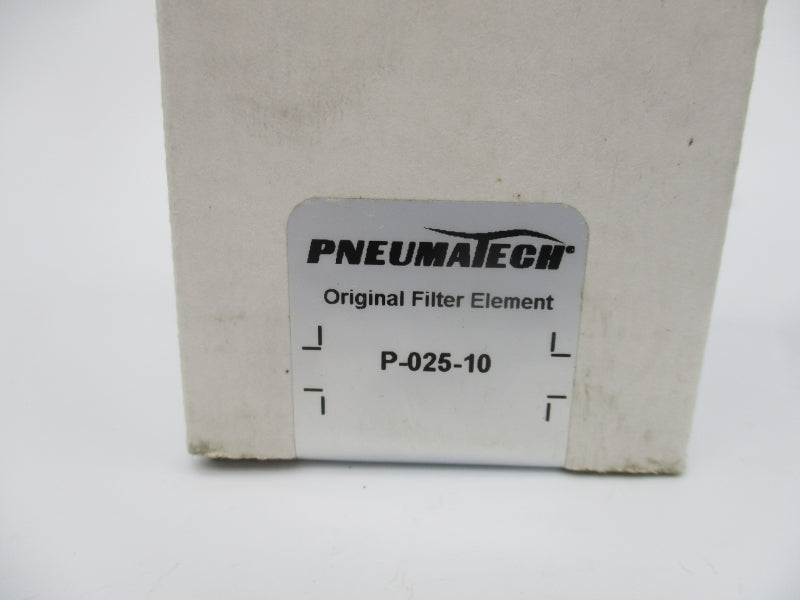 PNEUMATECH®
Original Filter Element
P-025-10